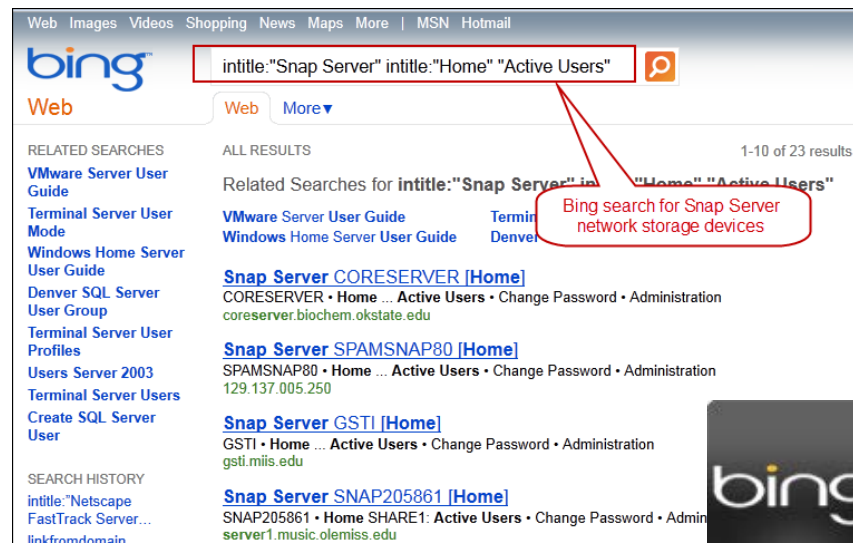 Web Images Videos Shopping News Maps More | MSN Hotmail
bing™
intitle:"Snap Server" intitle:"Home" "Active Users"
Web
Web More▾
RELATED SEARCHES
VMware Server User
Guide
Terminal Server User
Mode
Windows Home Server
User Guide
Denver SQL Server
User Group
Terminal Server User
Profiles
Users Server 2003
Terminal Server Users
Create SQL Server
User
SEARCH HISTORY
intitle:"Netscape
FastTrack Server...
linkfromdomain
ALL RESULTS 1-10 of 23 results
Related Searches for intitle:"Snap Server" "Home" "Active Users"
VMware Server User Guide
Windows Home Server User Guide Denver
Bing search for Snap Server
network storage devices
Snap Server CORESERVER [Home]
CORESERVER • Home ... Active Users • Change Password • Administration
coreserver.biochem.okstate.edu
Snap Server SPAMSNAP80 [Home]
SPAMSNAP80 • Home ... Active Users • Change Password • Administration
129.137.005.250
Snap Server GSTI [Home]
GSTI • Home ... Active Users • Change Password • Administration
gsti.miis.edu
Snap Server SNAP205861 [Home]
SNAP205861 • Home SHARE1: Active Users • Change Password •
server1.music.olemiss.edu
bing